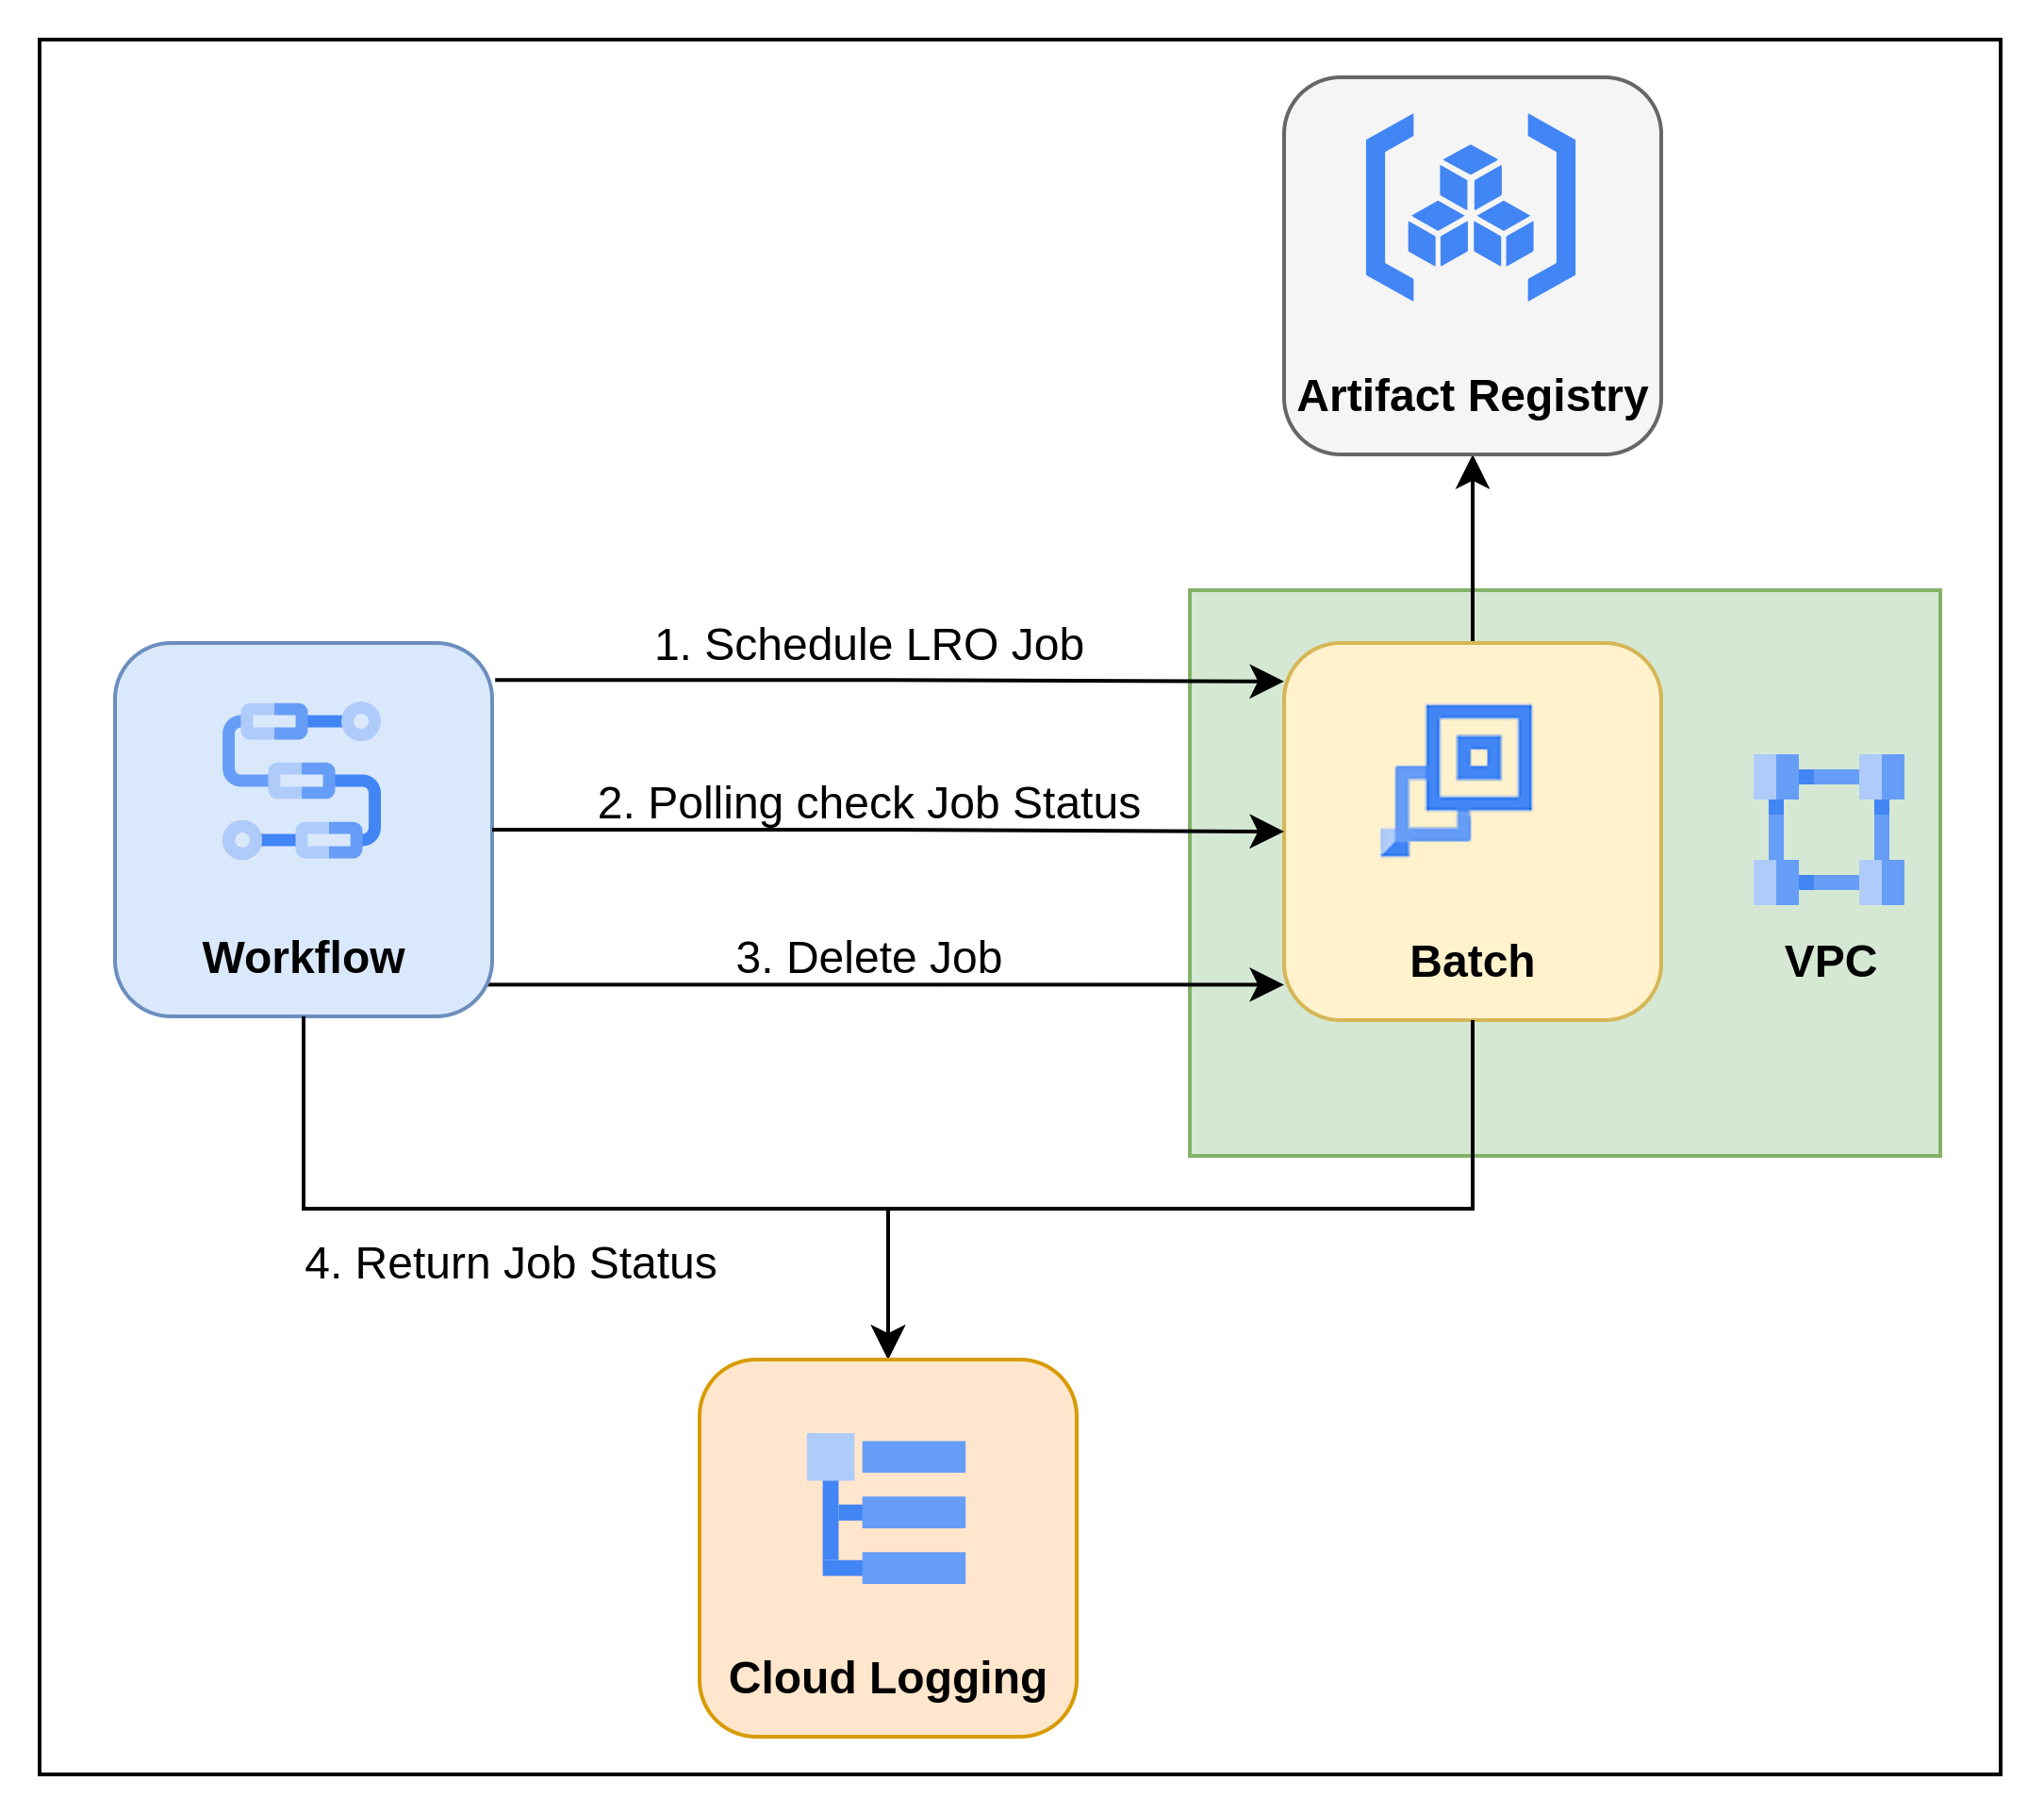 Artifact Registry
1. Schedule LRO Job
2. Polling check Job Status
3. Delete Job
Workflow
Batch
VPC
4. Return Job Status
Cloud Logging